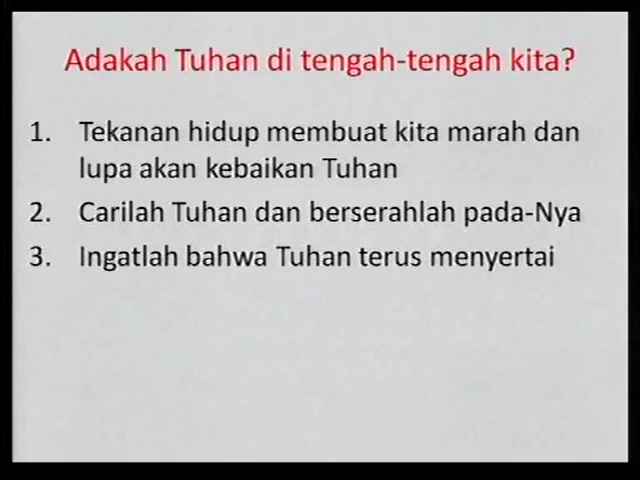 Adakah Tuhan di tengah-tengah kita?
1. Tekanan hidup membuat kita marah dan
lupa akan kebaikan Tuhan
2. Carilah Tuhan dan berserahlah pada-Nya
3. Ingatlah bahwa Tuhan terus menyertai